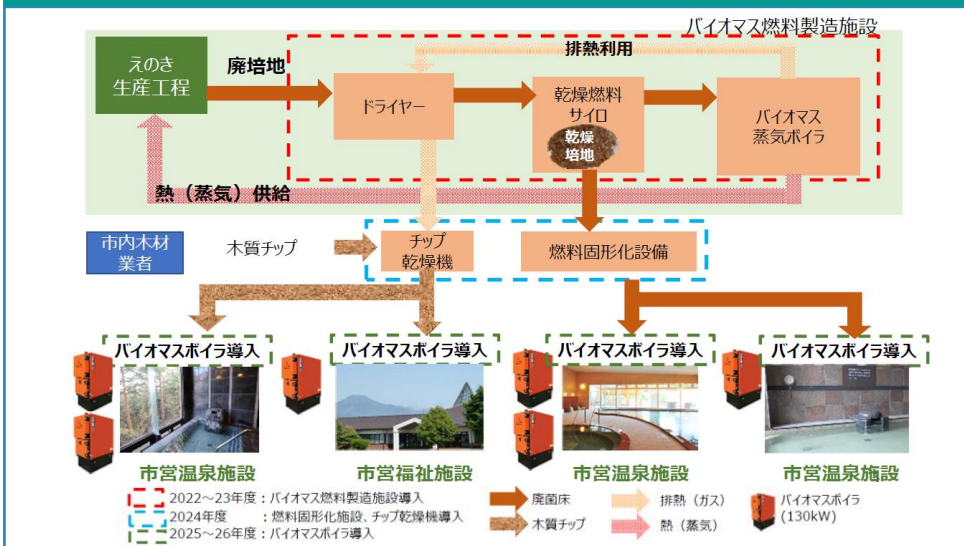 バイオマス燃料製造施設
えのき
生産工程
廃培地
排熱利用
ドライヤー
乾燥燃料
サイロ
乾燥
培地
バイオマス
蒸気ボイラ
熱（蒸気）供給
市内木材
業者
木質チップ
チップ
乾燥機
燃料固形化設備
バイオマスボイラ導入
バイオマスボイラ導入
バイオマスボイラ導入
バイオマスボイラ導入
市営温泉施設
市営福祉施設
市営温泉施設
市営温泉施設
2022～23年度：バイオマス燃料製造施設導入
2024年度　：燃料固形化施設、チップ乾燥機導入
2025～26年度：バイオマスボイラ導入
廃菌床
木質チップ
排熱（ガス）
熱（蒸気）
バイオマスボイラ
(130kW)